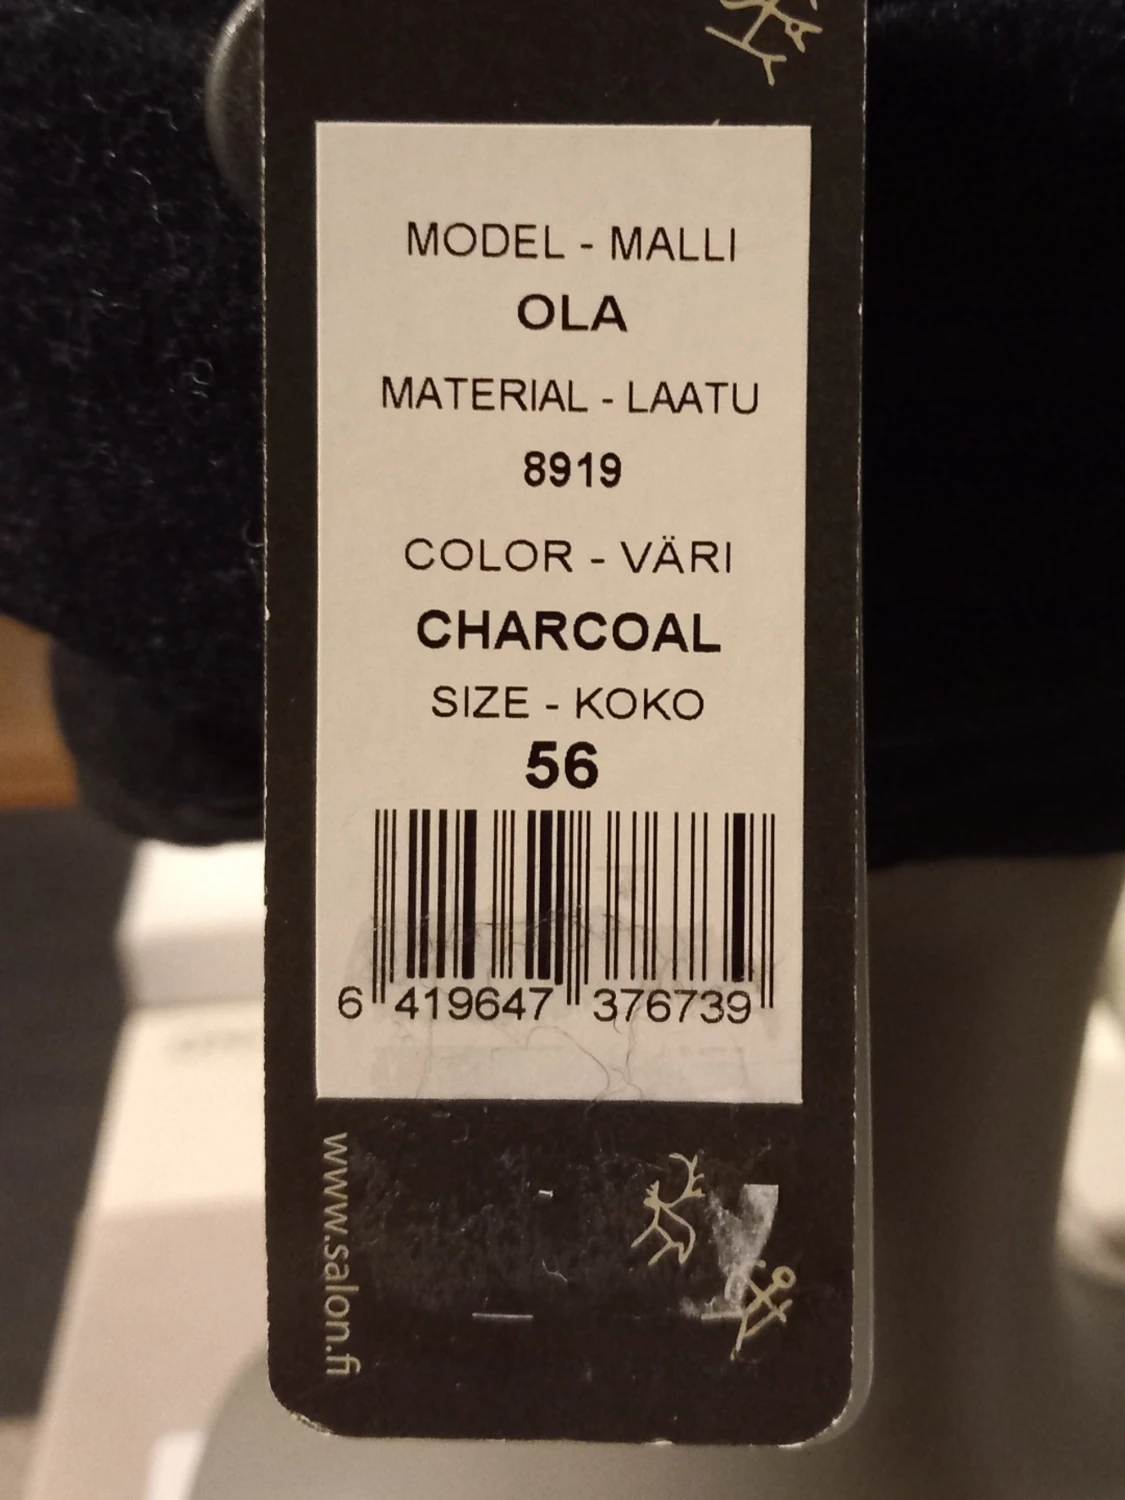 MODEL - MALLI
OLA
MATERIAL - LAATU
8919
COLOR - VÄRI
CHARCOAL
SIZE - KOKO
56
6 419647 376739
www.salon.fi